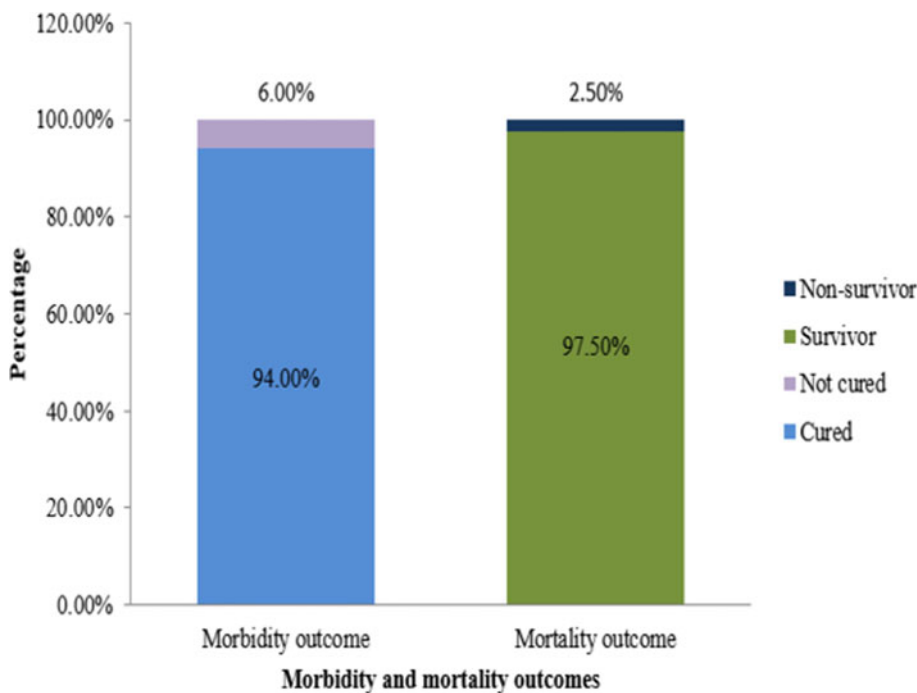 120.00%
6.00%
2.50%
100.00%
80.00%
60.00%
40.00%
20.00%
0.00%
Percentage
94.00%
97.50%
Non-survivor
Survivor
Not cured
Cured
Morbidity outcome
Mortality outcome
Morbidity and mortality outcomes